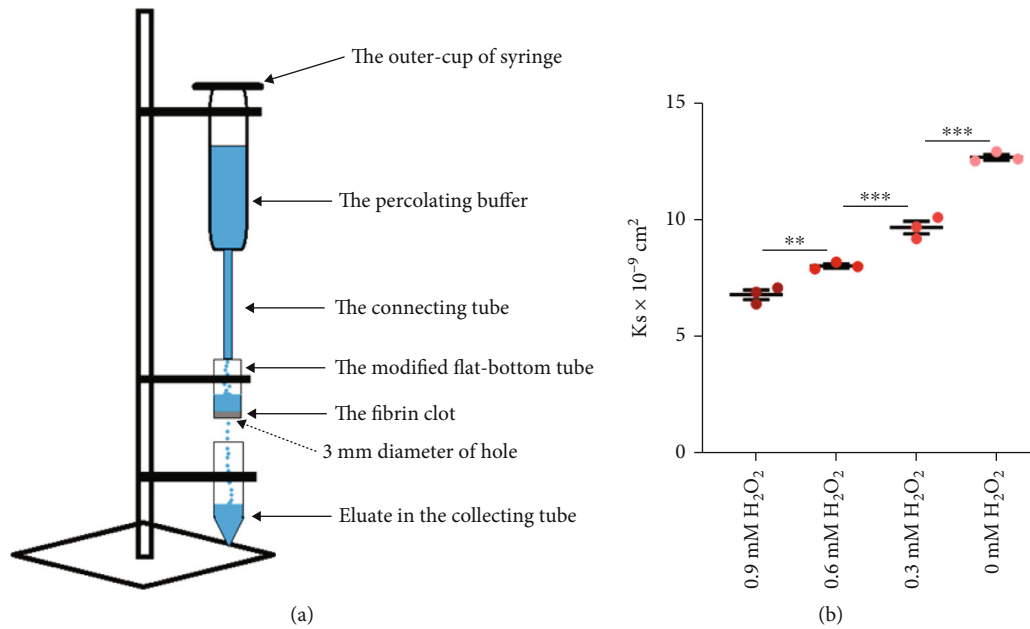 The outer-cup of syringe
The percolating buffer
The connecting tube
The modified flat-bottom tube
The fibrin clot
3 mm diameter of hole
Eluate in the collecting tube
(a)
Ks × 10⁻⁹ cm²
15
10
5
0
**
***
***
0.9 mM H₂O₂
0.6 mM H₂O₂
0.3 mM H₂O₂
0 mM H₂O₂
(b)